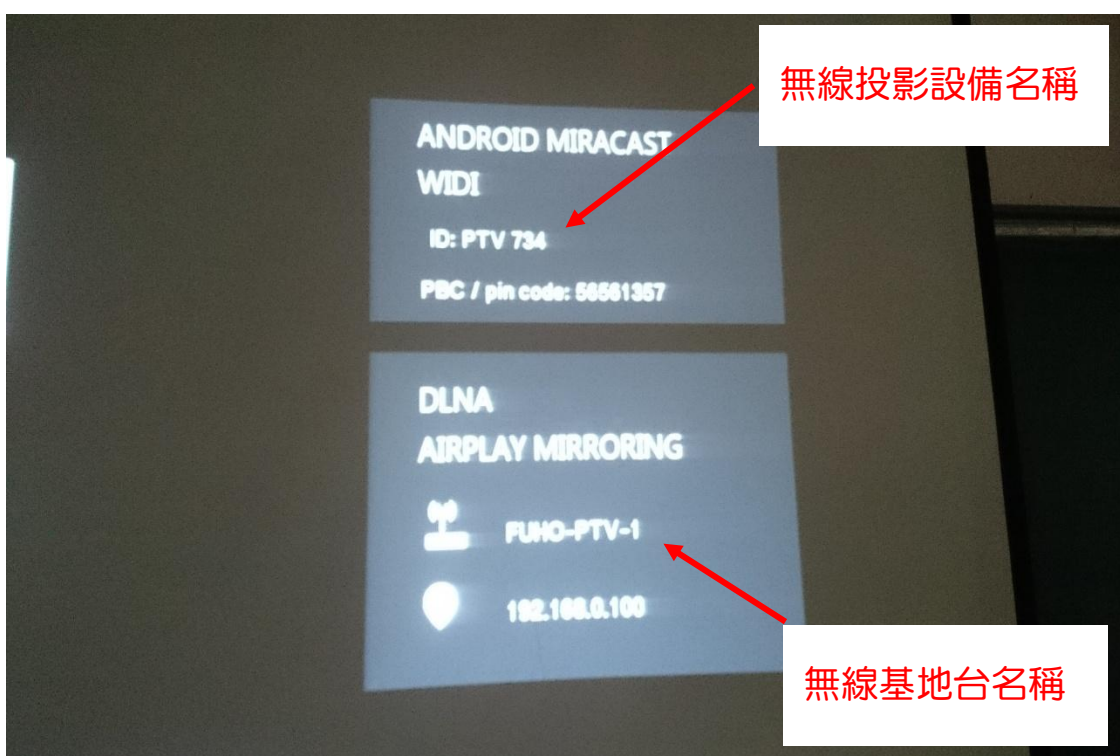 無線投影設備名稱
ANDROID MIRACAST
WIDI
ID: PTV 734
PBC / pin code: 56561357
DLNA
AIRPLAY MIRRORING
FUHO-PTV-1
192.168.0.100
無線基地台名稱